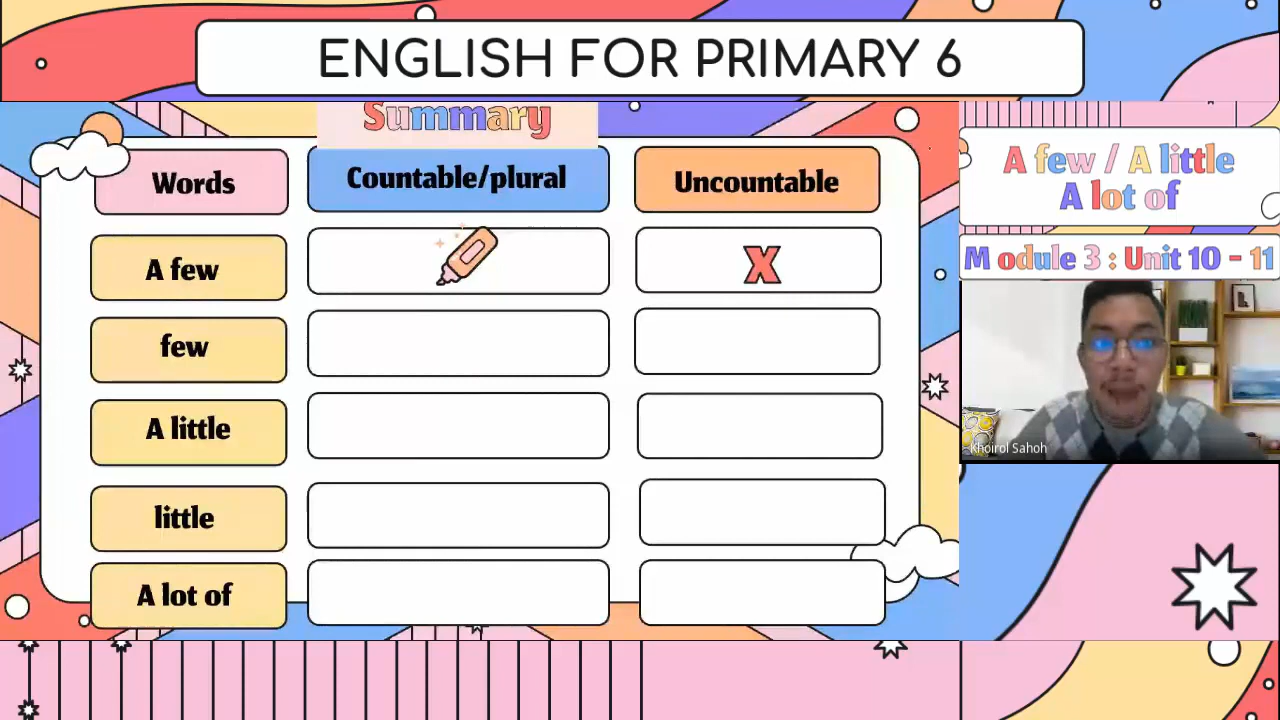 ENGLISH FOR PRIMARY 6
Summary
Words
Countable/plural
Uncountable
A few
X
few
A little
little
A lot of
A few / A little
A lot of
Module 3 : Unit 10 - 11
Khoirol Sahoh